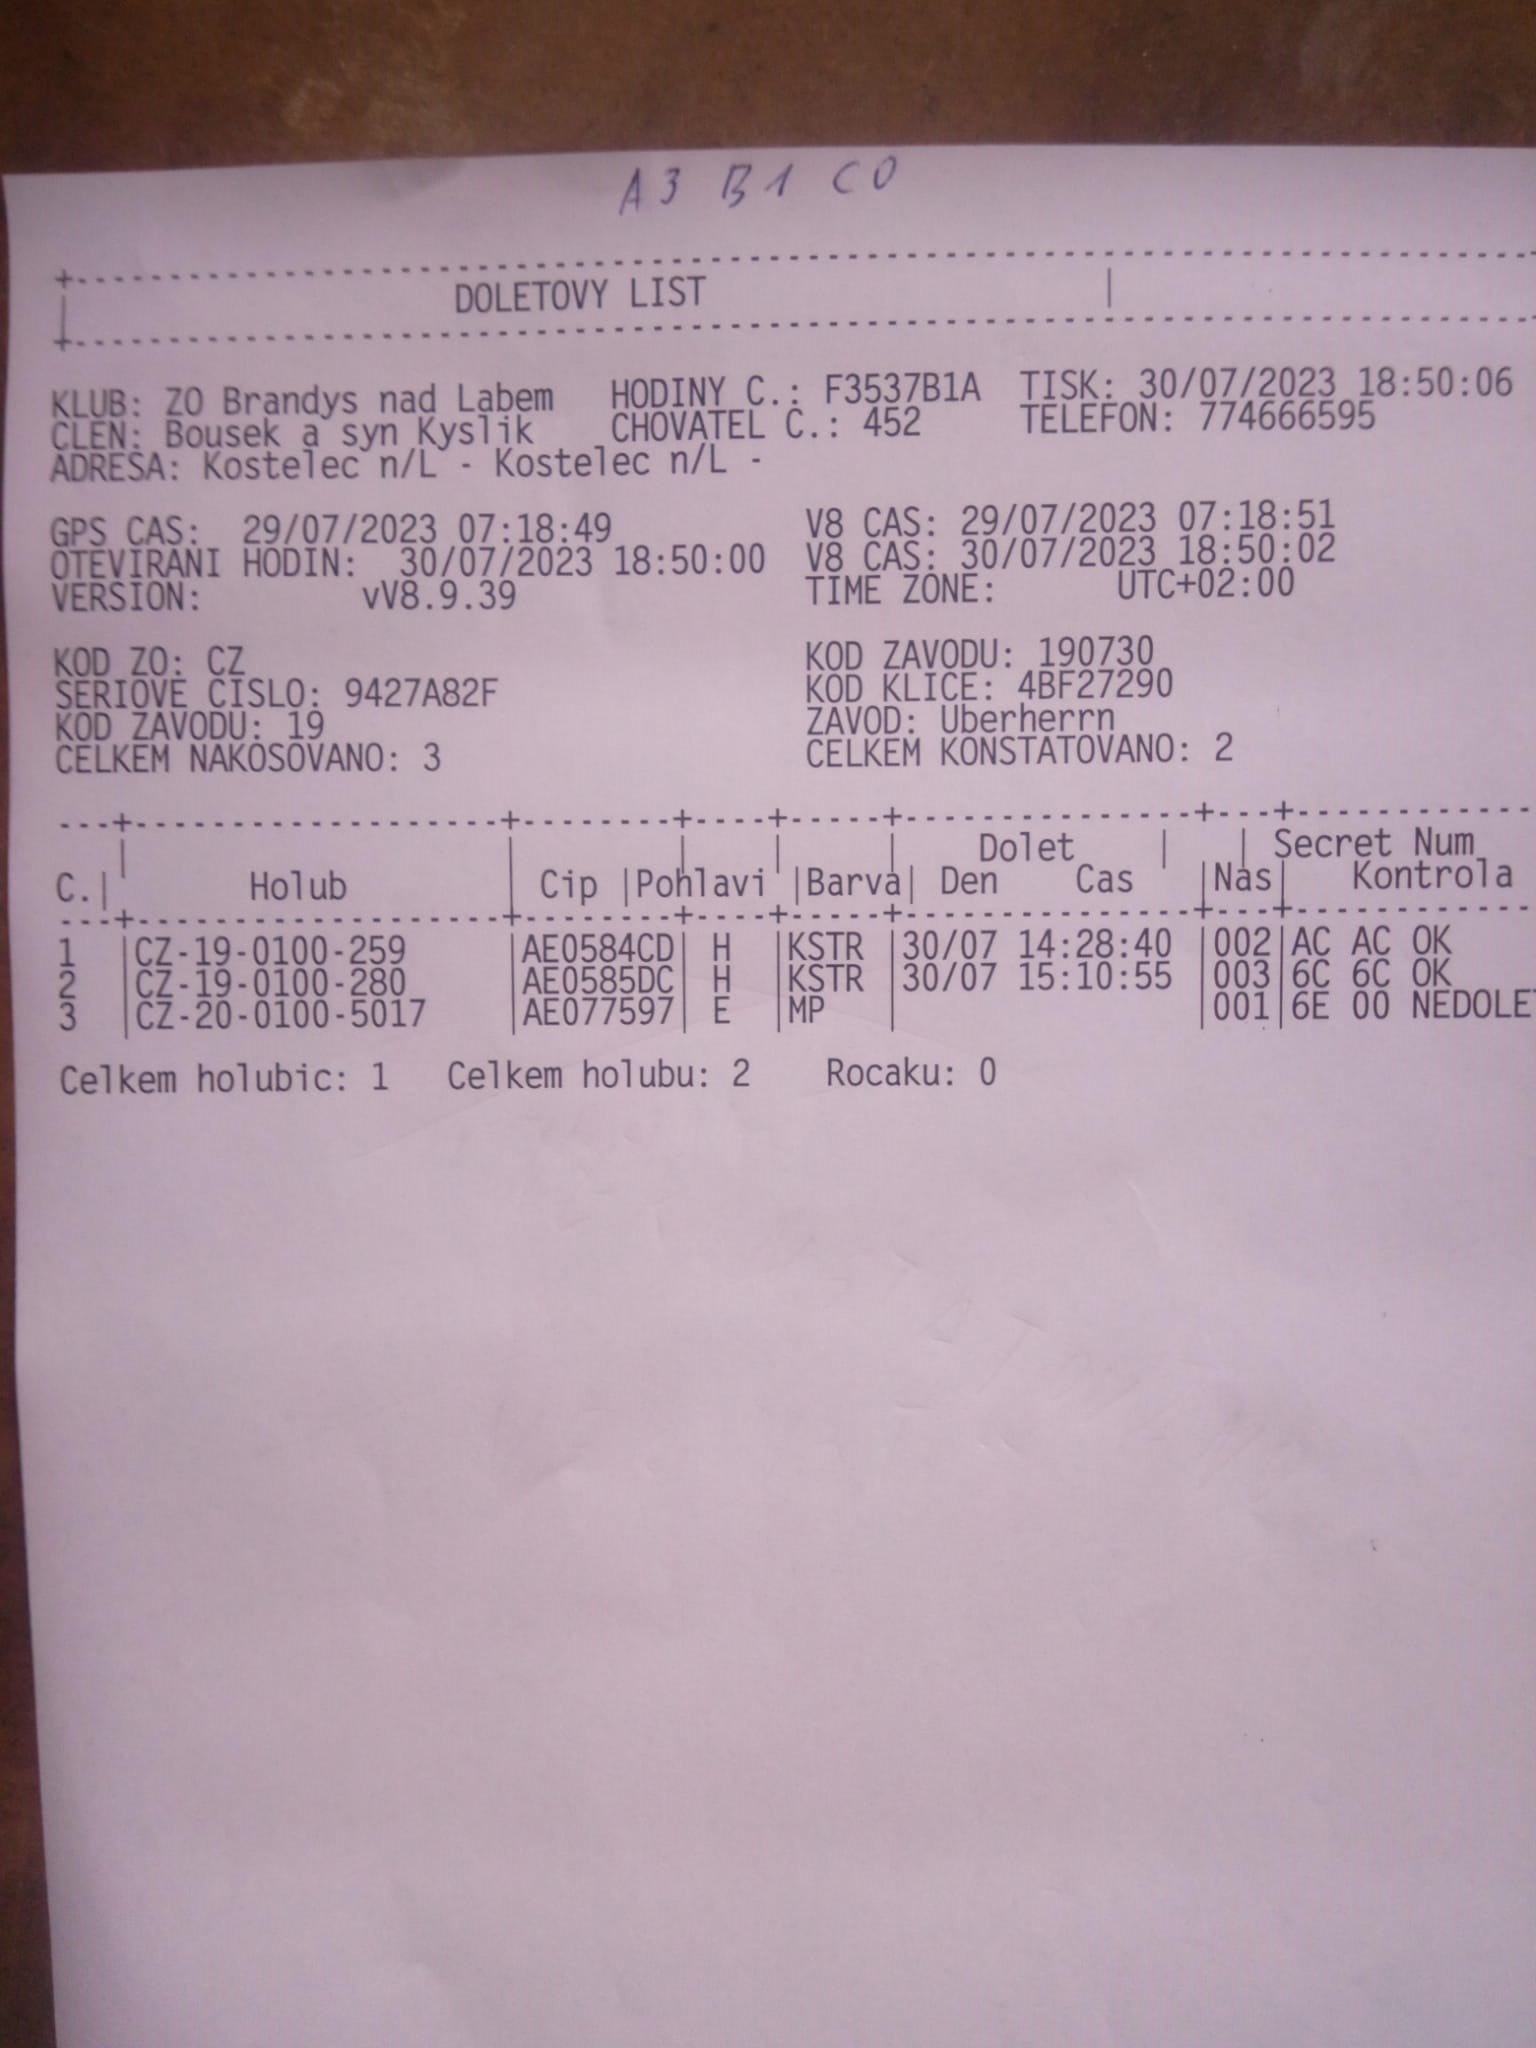 A3 B1 C0
DOLETOVY LIST
KLUB: ZO Brandys nad Labem HODINY C.: F3537B1A TISK: 30/07/2023 18:50:06
CLEN: Bousek a syn Kyslik CHOVATEL C.: 452 TELEFON: 774666595
ADRESA: Kostelec n/L - Kostelec n/L -
GPS CAS: 29/07/2023 07:18:49 V8 CAS: 29/07/2023 07:18:51
OTEVIRANI HODIN: 30/07/2023 18:50:00 V8 CAS: 30/07/2023 18:50:02
VERSION: vV8.9.39 TIME ZONE: UTC+02:00
KOD ZO: CZ KOD ZAVODU: 190730
SERIOVE CISLO: 9427A82F KOD KLICE: 4BF27290
KOD ZAVODU: 19 ZAVOD: Uberherrn
CELKEM NAKOSOVANO: 3 CELKEM KONSTATOVANO: 2
Dolet | | Secret Num
C.| Holub | Cip |Pohlavi |Barva| Den Cas |Nas| Kontrola
1 |CZ-19-0100-259 |AE0584CD| H |KSTR |30/07 14:28:40 |002|AC AC OK
2 |CZ-19-0100-280 |AE0585DC| H |KSTR |30/07 15:10:55 |003|6C 6C OK
3 |CZ-20-0100-5017 |AE077597| E |MP | |001|6E 00 NEDOLE
Celkem holubic: 1 Celkem holubu: 2 Rocaku: 0